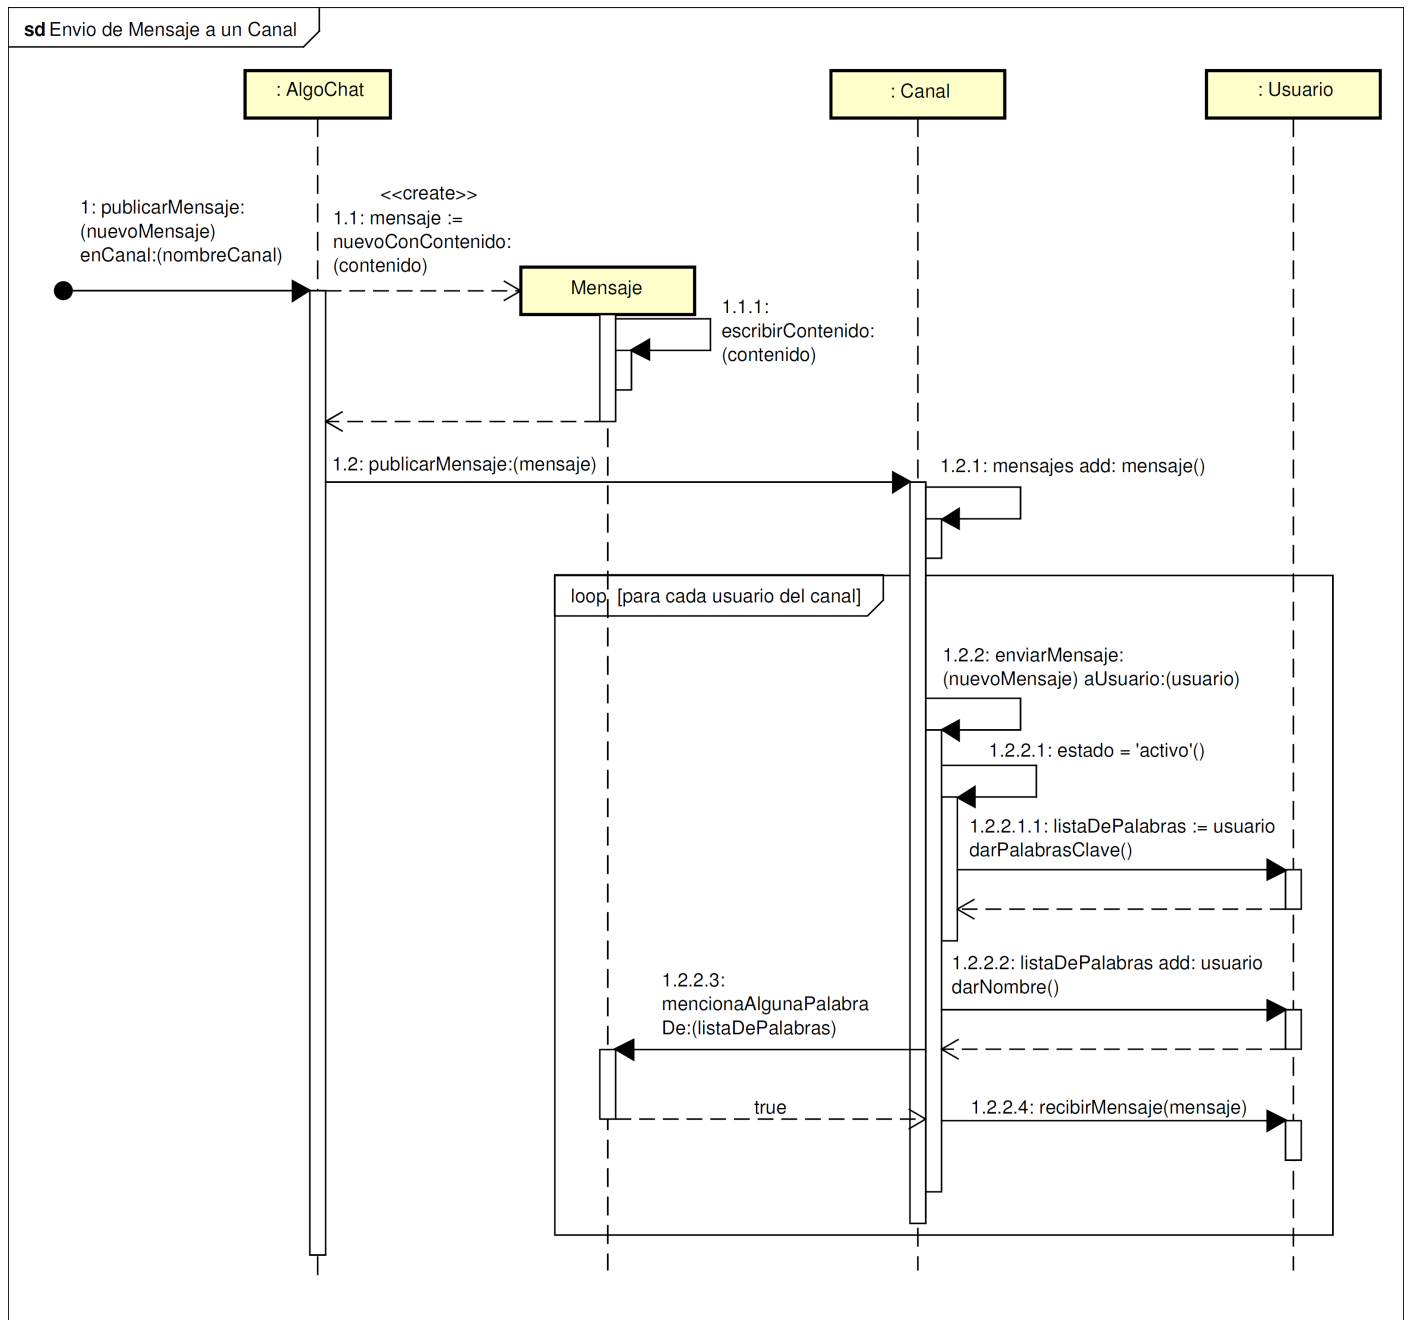 sd Envio de Mensaje a un Canal
: AlgoChat
: Canal
: Usuario
<<create>>
1: publicarMensaje:
(nuevoMensaje)
enCanal:(nombreCanal)
1.1: mensaje :=
nuevoConContenido:
(contenido)
Mensaje
1.1.1:
escribirContenido:
(contenido)
1.2: publicarMensaje:(mensaje)
1.2.1: mensajes add: mensaje()
loop [para cada usuario del canal]
1.2.2: enviarMensaje:
(nuevoMensaje) aUsuario:(usuario)
1.2.2.1: estado = 'activo'()
1.2.2.1.1: listaDePalabras := usuario
darPalabrasClave()
1.2.2.2: listaDePalabras add: usuario
darNombre()
1.2.2.3:
mencionaAlgunaPalabra
De:(listaDePalabras)
true
1.2.2.4: recibirMensaje(mensaje)